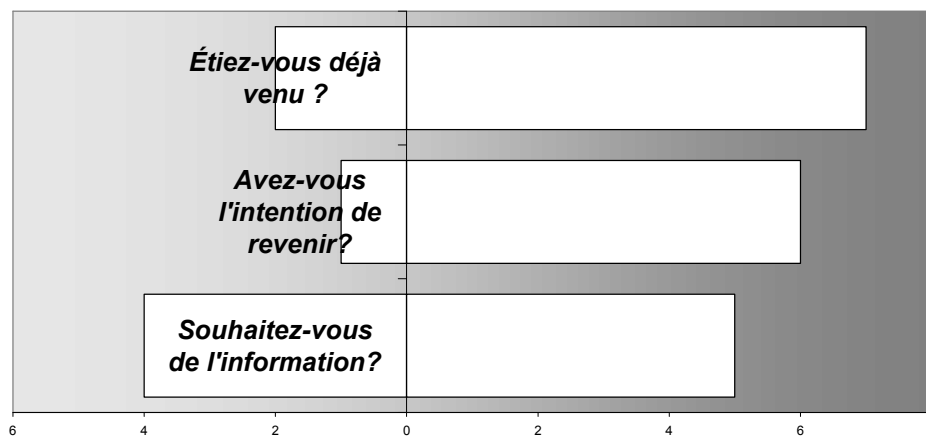 Étiez-vous déjà
venu ?
Avez-vous
l'intention de
revenir?
Souhaitez-vous
de l'information?
6 4 2 0 2 4 6